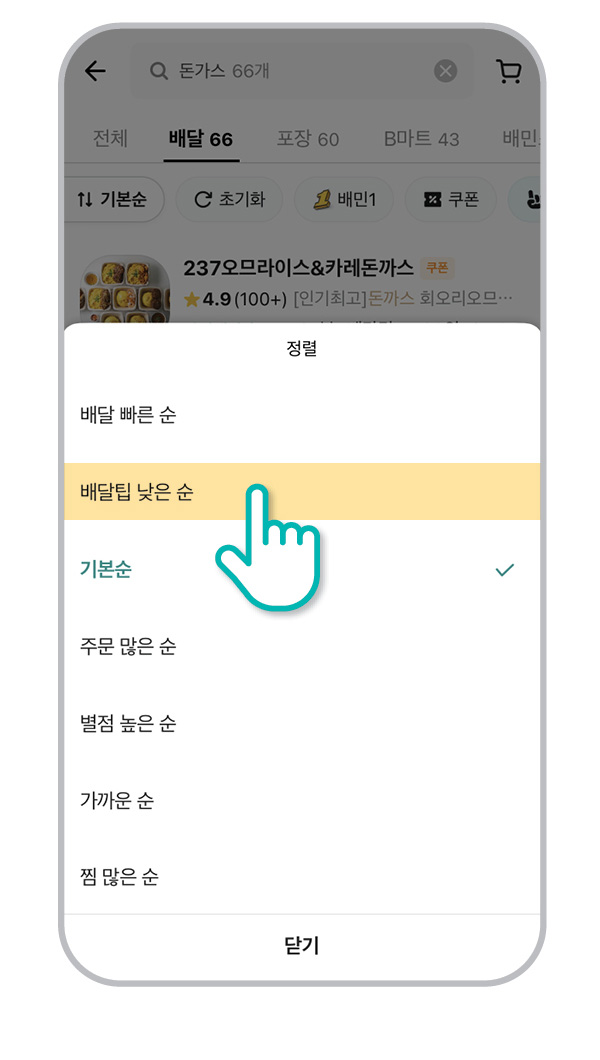 돈가스 66개
전체 배달 66 포장 60 B마트 43 배민
기본순 초기화 배민1 쿠폰
237오므라이스&카레돈까스 쿠폰
4.9(100+) [인기최고]돈까스 회오리오므…
정렬
배달 빠른 순
배달팁 낮은 순
기본순
주문 많은 순
별점 높은 순
가까운 순
찜 많은 순
닫기